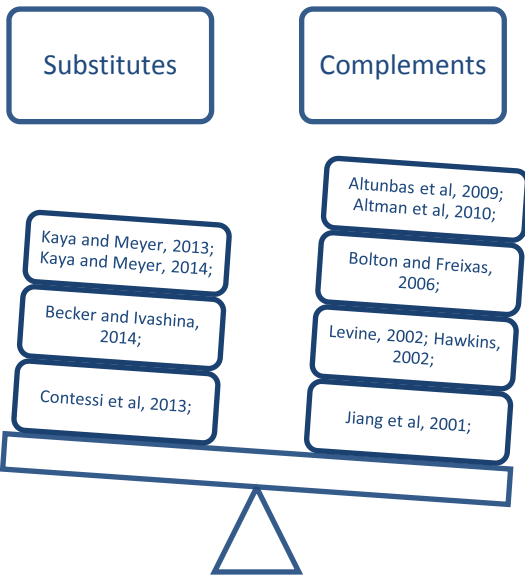 Substitutes
Complements
Kaya and Meyer, 2013;
Kaya and Meyer, 2014;
Becker and Ivashina,
2014;
Contessi et al, 2013;
Altunbas et al, 2009;
Altman et al, 2010;
Bolton and Freixas,
2006;
Levine, 2002; Hawkins,
2002;
Jiang et al, 2001;